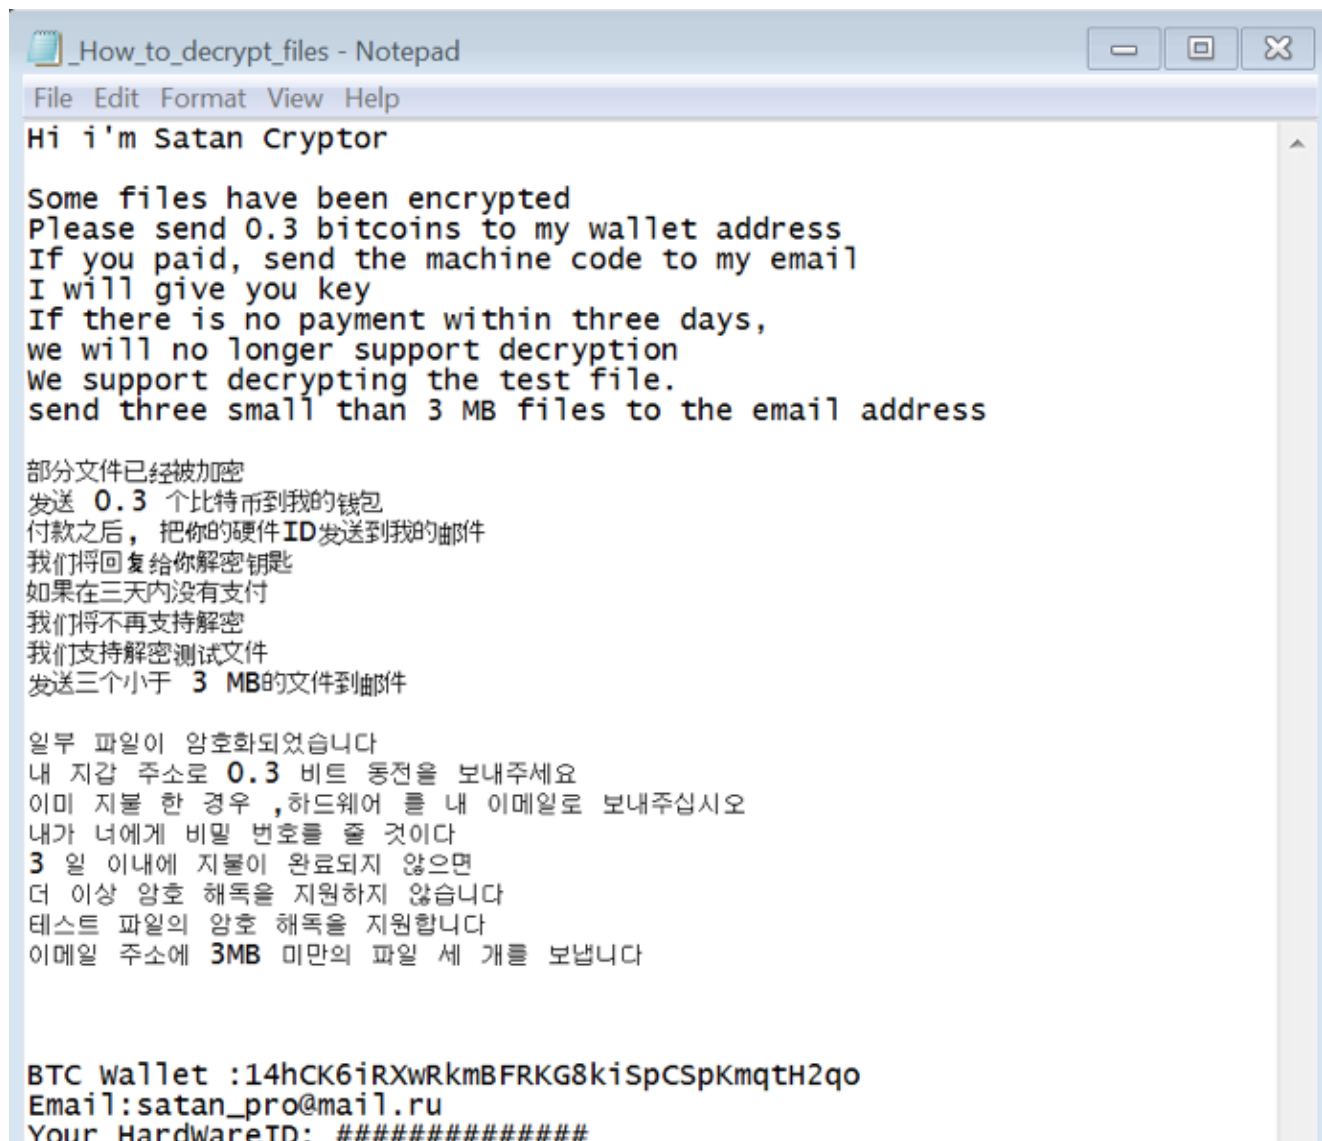 _How_to_decrypt_files - Notepad
File Edit Format View Help
Hi i'm Satan Cryptor
Some files have been encrypted
Please send 0.3 bitcoins to my wallet address
If you paid, send the machine code to my email
I will give you key
If there is no payment within three days,
we will no longer support decryption
We support decrypting the test file.
send three small than 3 MB files to the email address
部分文件已经被加密
发送 0.3 个比特币到我的钱包
付款之后, 把你的硬件ID发送到我的邮件
我们将回复给你解密钥匙
如果在三天内没有支付
我们将不再支持解密
我们支持解密测试文件
发送三个小于 3 MB的文件到邮件
일부 파일이 암호화되었습니다
내 지갑 주소로 0.3 비트 동전을 보내주세요
이미 지불 한 경우 ,하드웨어 를 내 이메일로 보내주십시오
내가 너에게 비밀 번호를 줄 것이다
3 일 이내에 지불이 완료되지 않으면
더 이상 암호 해독을 지원하지 않습니다
테스트 파일의 암호 해독을 지원합니다
이메일 주소에 3MB 미만의 파일 세 개를 보냅니다
BTC Wallet :14hCK6iRXwRkmBFRKG8kiSpCSpKmqtH2qo
Email:satan_pro@mail.ru
Your HardWareID: ##############